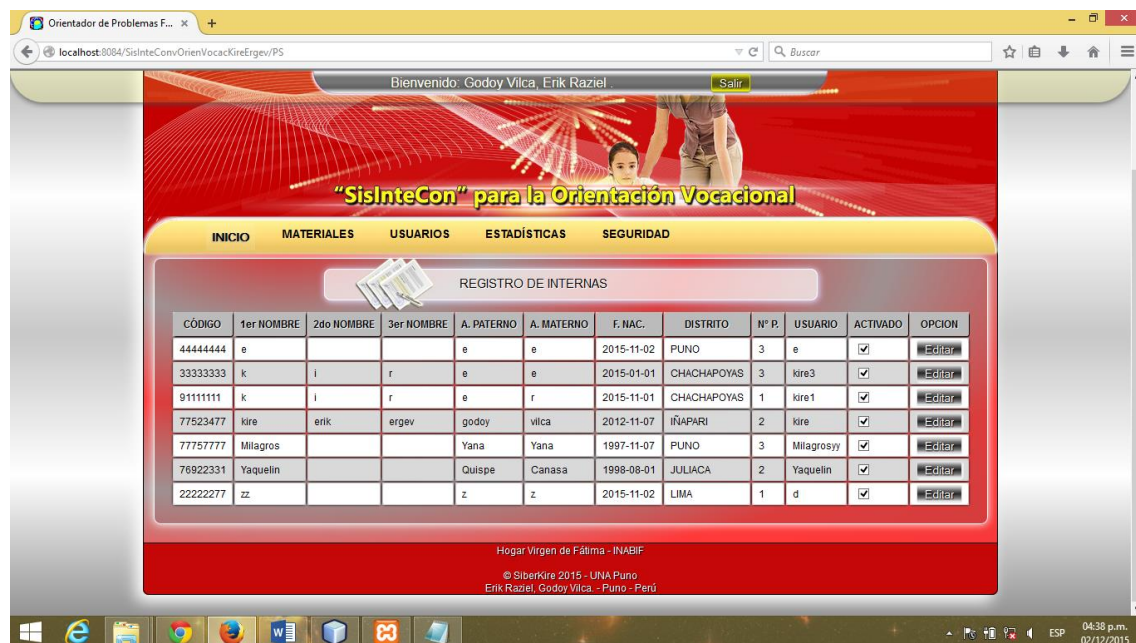 Orientador de Problemas F... × +
localhost:8084/SisInteConvOrienVocacKireErgev/PS
Buscar
Bienvenido: Godoy Vilca, Erik Raziel .
Salir
"SisInteCon" para la Orientación Vocacional
INICIO MATERIALES USUARIOS ESTADÍSTICAS SEGURIDAD
REGISTRO DE INTERNAS
CÓDIGO 1er NOMBRE 2do NOMBRE 3er NOMBRE A. PATERNO A. MATERNO F. NAC. DISTRITO N° P. USUARIO ACTIVADO OPCION
44444444 e e e 2015-11-02 PUNO 3 e Editar
33333333 k i r e e 2015-01-01 CHACHAPOYAS 3 kire3 Editar
91111111 k i r e r 2015-11-01 CHACHAPOYAS 1 kire1 Editar
77523477 kire erik ergev godoy vilca 2012-11-07 IÑAPARI 2 kire Editar
77757777 Milagros Yana Yana 1997-11-07 PUNO 3 Milagrosyy Editar
76922331 Yaquelin Quispe Canasa 1998-08-01 JULIACA 2 Yaquelin Editar
22222277 zz z z 2015-11-02 LIMA 1 d Editar
Hogar Virgen de Fátima - INABIF
© SiberKire 2015 - UNA Puno
Erik Raziel, Godoy Vilca. - Puno - Perú
ESP
04:38 p.m.
02/12/2015